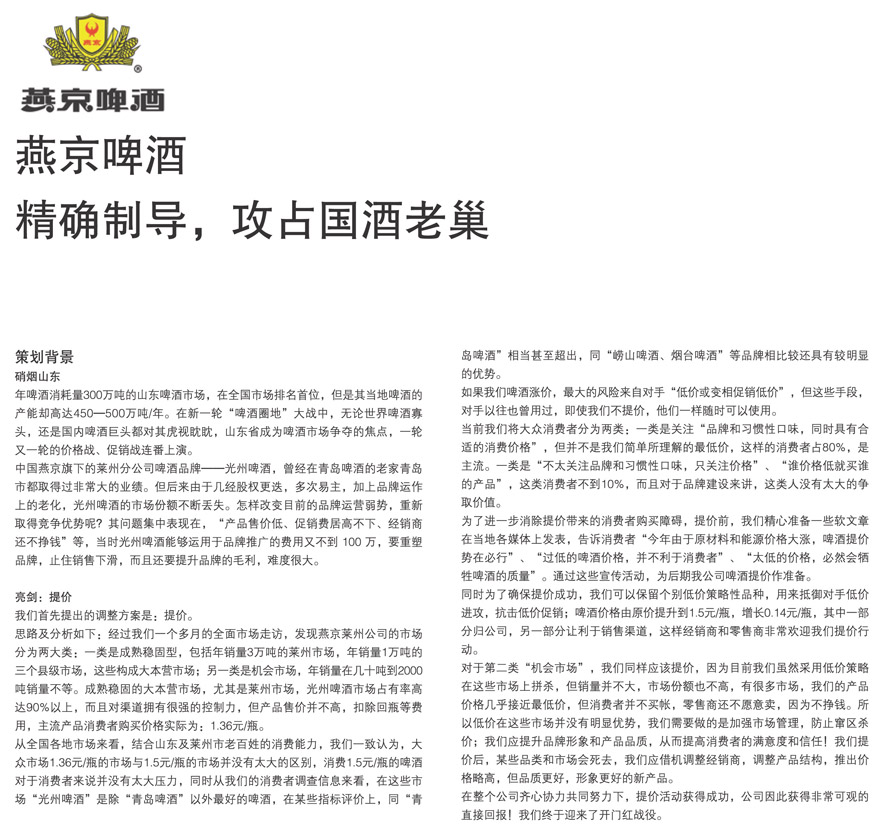 燕京
®
燕京啤酒
燕京啤酒
精确制导，攻占国酒老巢
策划背景
硝烟山东
年啤酒消耗量300万吨的山东啤酒市场，在全国市场排名首位，但是其当地啤酒的
产能却高达450—500万吨/年。在新一轮“啤酒圈地”大战中，无论世界啤酒寡
头，还是国内啤酒巨头都对其虎视眈眈，山东省成为啤酒市场争夺的焦点，一轮
又一轮的价格战、促销战连番上演。
中国燕京旗下的莱州分公司啤酒品牌——光州啤酒，曾经在青岛啤酒的老家青岛
市都取得过非常大的业绩。但后来由于几经股权更迭，多次易主，加上品牌运作
上的老化，光州啤酒的市场份额不断丢失。怎样改变目前的品牌运营弱势，重新
取得竞争优势呢？其问题集中表现在，“产品售价低、促销费居高不下、经销商
还不挣钱”等，当时光州啤酒能够运用于品牌推广的费用又不到 100 万，要重塑
品牌，止住销售下滑，而且还要提升品牌的毛利，难度很大。
亮剑：提价
我们首先提出的调整方案是：提价。
思路及分析如下：经过我们一个多月的全面市场走访，发现燕京莱州公司的市场
分为两大类：一类是成熟稳固型，包括年销量3万吨的莱州市场，年销量1万吨的
三个县级市场，这些构成大本营市场；另一类是机会市场，年销量在几十吨到2000
吨销量不等。成熟稳固的大本营市场，尤其是莱州市场，光州啤酒市场占有率高
达90%以上，而且对渠道拥有很强的控制力，但产品售价并不高，扣除回瓶等费
用，主流产品消费者购买价格实际为：1.36元/瓶。
从全国各地市场来看，结合山东及莱州市老百姓的消费能力，我们一致认为，大
众市场1.36元/瓶的市场与1.5元/瓶的市场并没有太大的区别，消费1.5元/瓶的啤酒
对于消费者来说并没有太大压力，同时从我们的消费者调查信息来看，在这些市
场“光州啤酒”是除“青岛啤酒”以外最好的啤酒，在某些指标评价上，同“青
岛啤酒”相当甚至超出，同“崂山啤酒、烟台啤酒”等品牌相比较还具有较明显
的优势。
如果我们啤酒涨价，最大的风险来自对手“低价或变相促销低价”，但这些手段，
对手以往也曾用过，即使我们不提价，他们一样随时可以使用。
当前我们将大众消费者分为两类：一类是关注“品牌和习惯性口味，同时具有合
适的消费价格”，但并不是我们简单所理解的最低价，这样的消费者占80%，是
主流。一类是“不太关注品牌和习惯性口味，只关注价格”、“谁价格低就买谁
的产品”，这类消费者不到10%，而且对于品牌建设来讲，这类人没有太大的争
取价值。
为了进一步消除提价带来的消费者购买障碍，提价前，我们精心准备一些软文章
在当地各媒体上发表，告诉消费者“今年由于原材料和能源价格大涨，啤酒提价
势在必行”、“过低的啤酒价格，并不利于消费者”、“太低的价格，必然会牺
牲啤酒的质量”。通过这些宣传活动，为后期我公司啤酒提价作准备。
同时为了确保提价成功，我们可以保留个别低价策略性品种，用来抵御对手低价
进攻，抗击低价促销；啤酒价格由原价提升到1.5元/瓶，增长0.14元/瓶，其中一部
分归公司，另一部分让利于销售渠道，这样经销商和零售商非常欢迎我们提价行
动。
对于第二类“机会市场”，我们同样应该提价，因为目前我们虽然采用低价策略
在这些市场上拼杀，但销量并不大，市场份额也不高，有很多市场，我们的产品
价格几乎接近最低价，但消费者并不买帐，零售商还不愿意卖，因为不挣钱。所
以低价在这些市场并没有明显优势，我们需要做的是加强市场管理，防止窜区杀
价；我们应提升品牌形象和产品品质，从而提高消费者的满意度和信任！我们提
价后，某些品类和市场会死去，我们应借机调整经销商，调整产品结构，推出价
格略高，但品质更好，形象更好的新产品。
在整个公司齐心协力共同努力下，提价活动获得成功，公司因此获得非常可观的
直接回报！我们终于迎来了开门红战役。